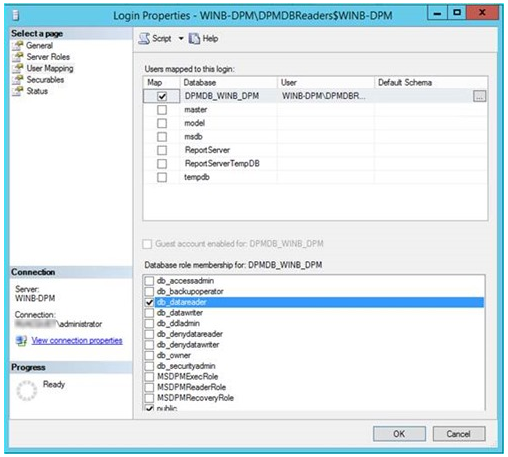 Login Properties - WINB-DPM\DPMDBReaders$WINB-DPM
Select a page
General
Server Roles
User Mapping
Securables
Status
Script
Help
Users mapped to this login:
Map Database User Default Schema
DPMDB_WINB_DPM WINB-DPM\DPMDBR... ...
master
model
msdb
ReportServer
ReportServerTempDB
tempdb
Guest account enabled for: DPMDB_WINB_DPM
Database role membership for: DPMDB_WINB_DPM
db_accessadmin
db_backupoperator
db_datareader
db_datawriter
db_ddladmin
db_denydatareader
db_denydatawriter
db_owner
db_securityadmin
MSDPMExecRole
MSDPMReaderRole
MSDPMRecoveryRole
public
Connection
Server:
WINB-DPM
Connection:
\administrator
View connection properties
Progress
Ready
OK Cancel